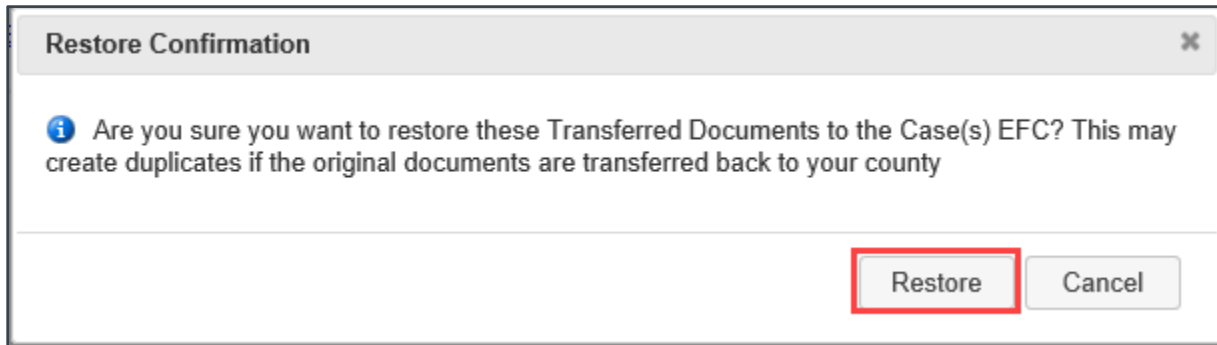 Restore Confirmation
Are you sure you want to restore these Transferred Documents to the Case(s) EFC? This may
create duplicates if the original documents are transferred back to your county
Restore Cancel